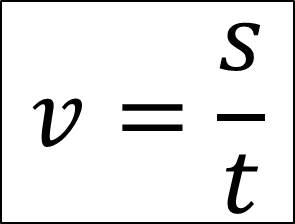 v = s/t